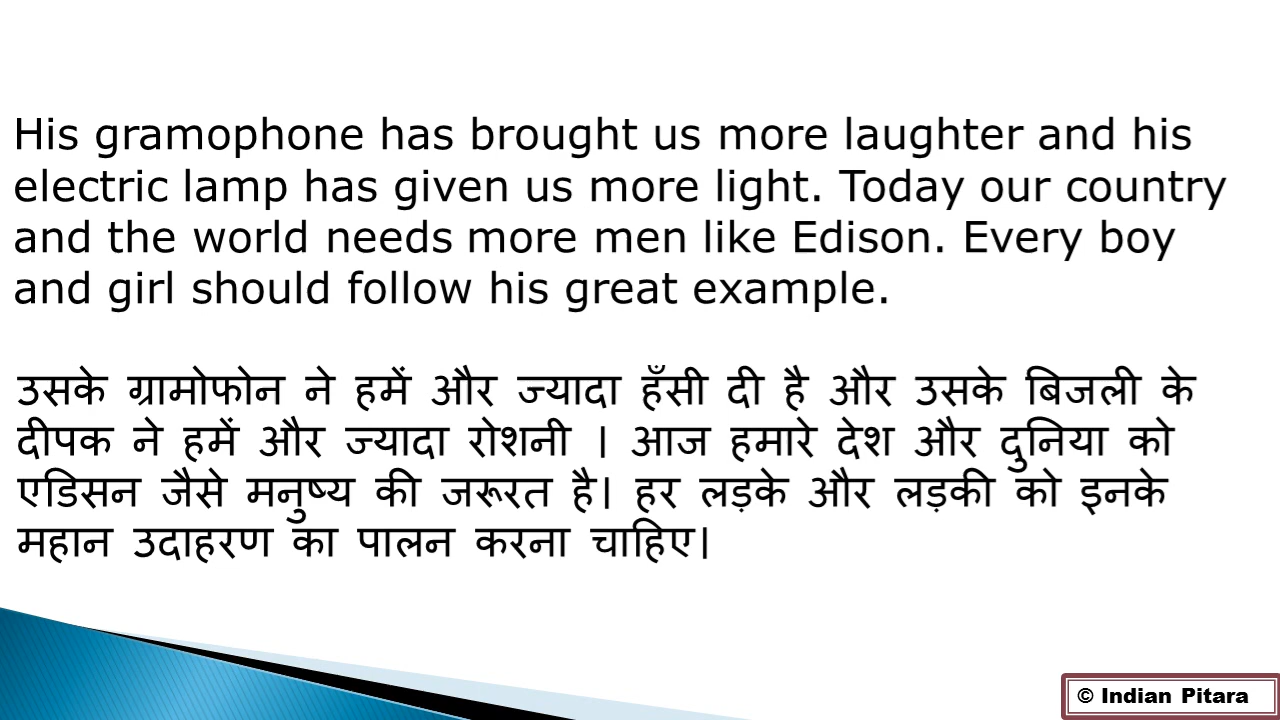 His gramophone has brought us more laughter and his
electric lamp has given us more light. Today our country
and the world needs more men like Edison. Every boy
and girl should follow his great example.
उसके ग्रामोफोन ने हमें और ज्यादा हँसी दी है और उसके बिजली के
दीपक ने हमें और ज्यादा रोशनी । आज हमारे देश और दुनिया को
एडिसन जैसे मनुष्य की जरूरत है। हर लड़के और लड़की को इनके
महान उदाहरण का पालन करना चाहिए।
© Indian Pitara